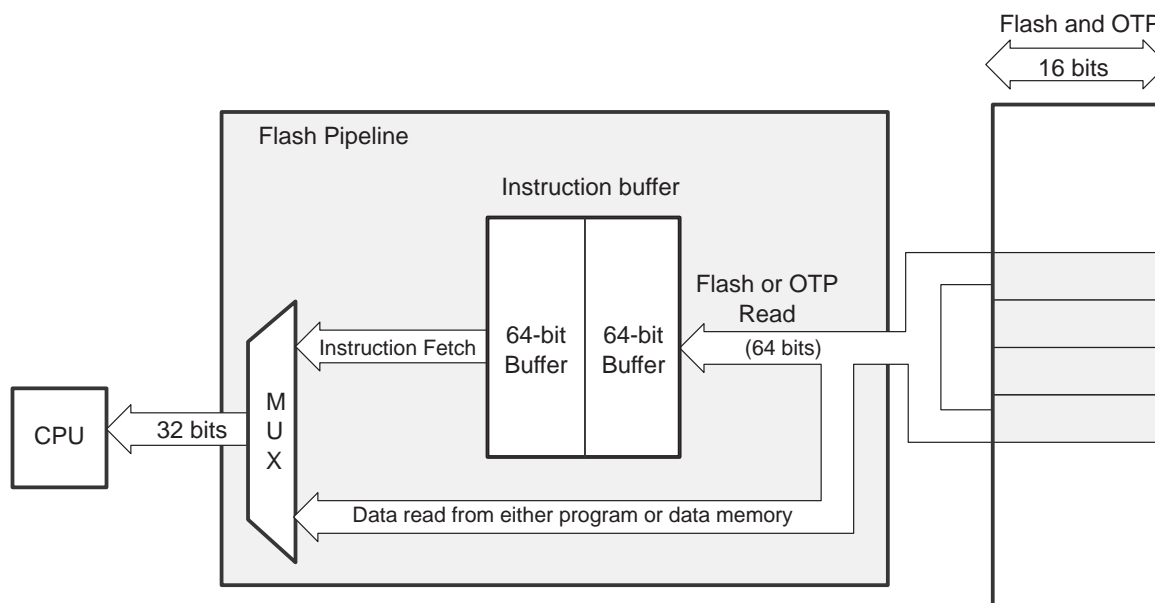 Flash and OTP
16 bits
Flash Pipeline
Instruction buffer
Flash or OTP
Read
(64 bits)
64-bit
Buffer
64-bit
Buffer
Instruction Fetch
M
U
X
CPU
32 bits
Data read from either program or data memory